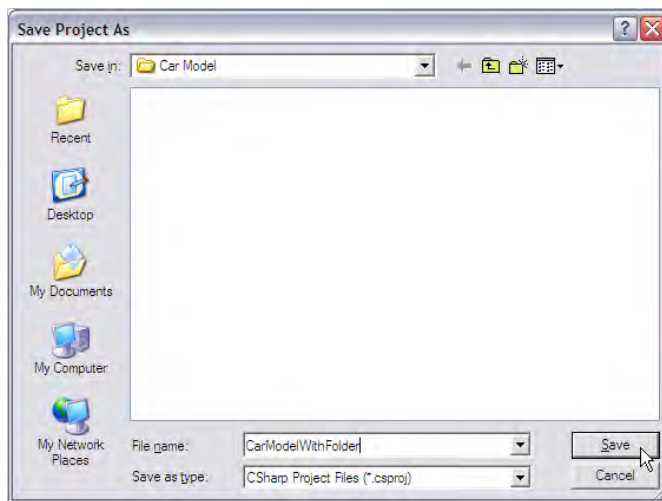 Save Project As
Save in: Car Model
Recent
Desktop
My Documents
My Computer
My Network
Places
File name: CarModelWithFolder
Save
Save as type: CSharp Project Files (*.csproj)
Cancel